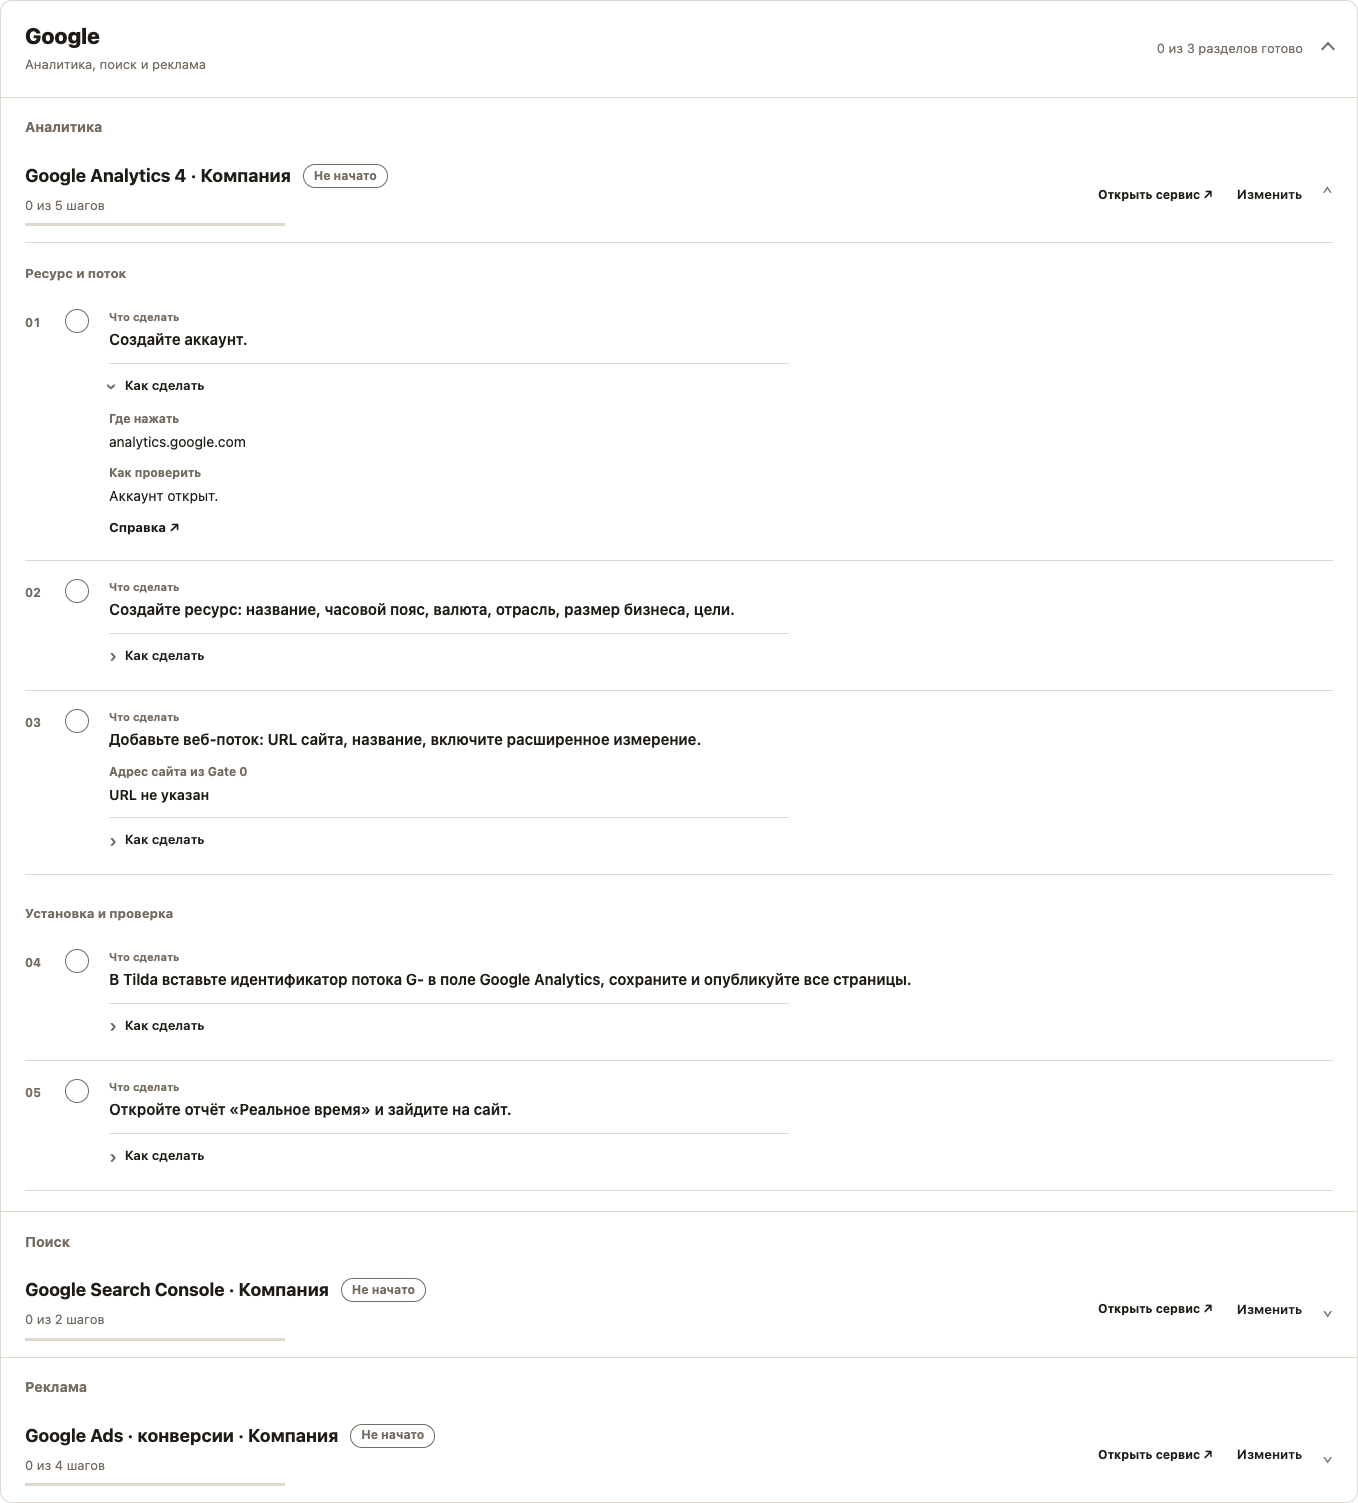 Google
Аналитика, поиск и реклама
0 из 3 разделов готово
Аналитика
Google Analytics 4 · Компания
Не начато
0 из 5 шагов
Открыть сервис ↗
Изменить
Ресурс и поток
01
Что сделать
Создайте аккаунт.
Как сделать
Где нажать
analytics.google.com
Как проверить
Аккаунт открыт.
Справка ↗
02
Что сделать
Создайте ресурс: название, часовой пояс, валюта, отрасль, размер бизнеса, цели.
Как сделать
03
Что сделать
Добавьте веб-поток: URL сайта, название, включите расширенное измерение.
Адрес сайта из Gate 0
URL не указан
Как сделать
Установка и проверка
04
Что сделать
В Tilda вставьте идентификатор потока G- в поле Google Analytics, сохраните и опубликуйте все страницы.
Как сделать
05
Что сделать
Откройте отчёт «Реальное время» и зайдите на сайт.
Как сделать
Поиск
Google Search Console · Компания
Не начато
0 из 2 шагов
Открыть сервис ↗
Изменить
Реклама
Google Ads · конверсии · Компания
Не начато
0 из 4 шагов
Открыть сервис ↗
Изменить